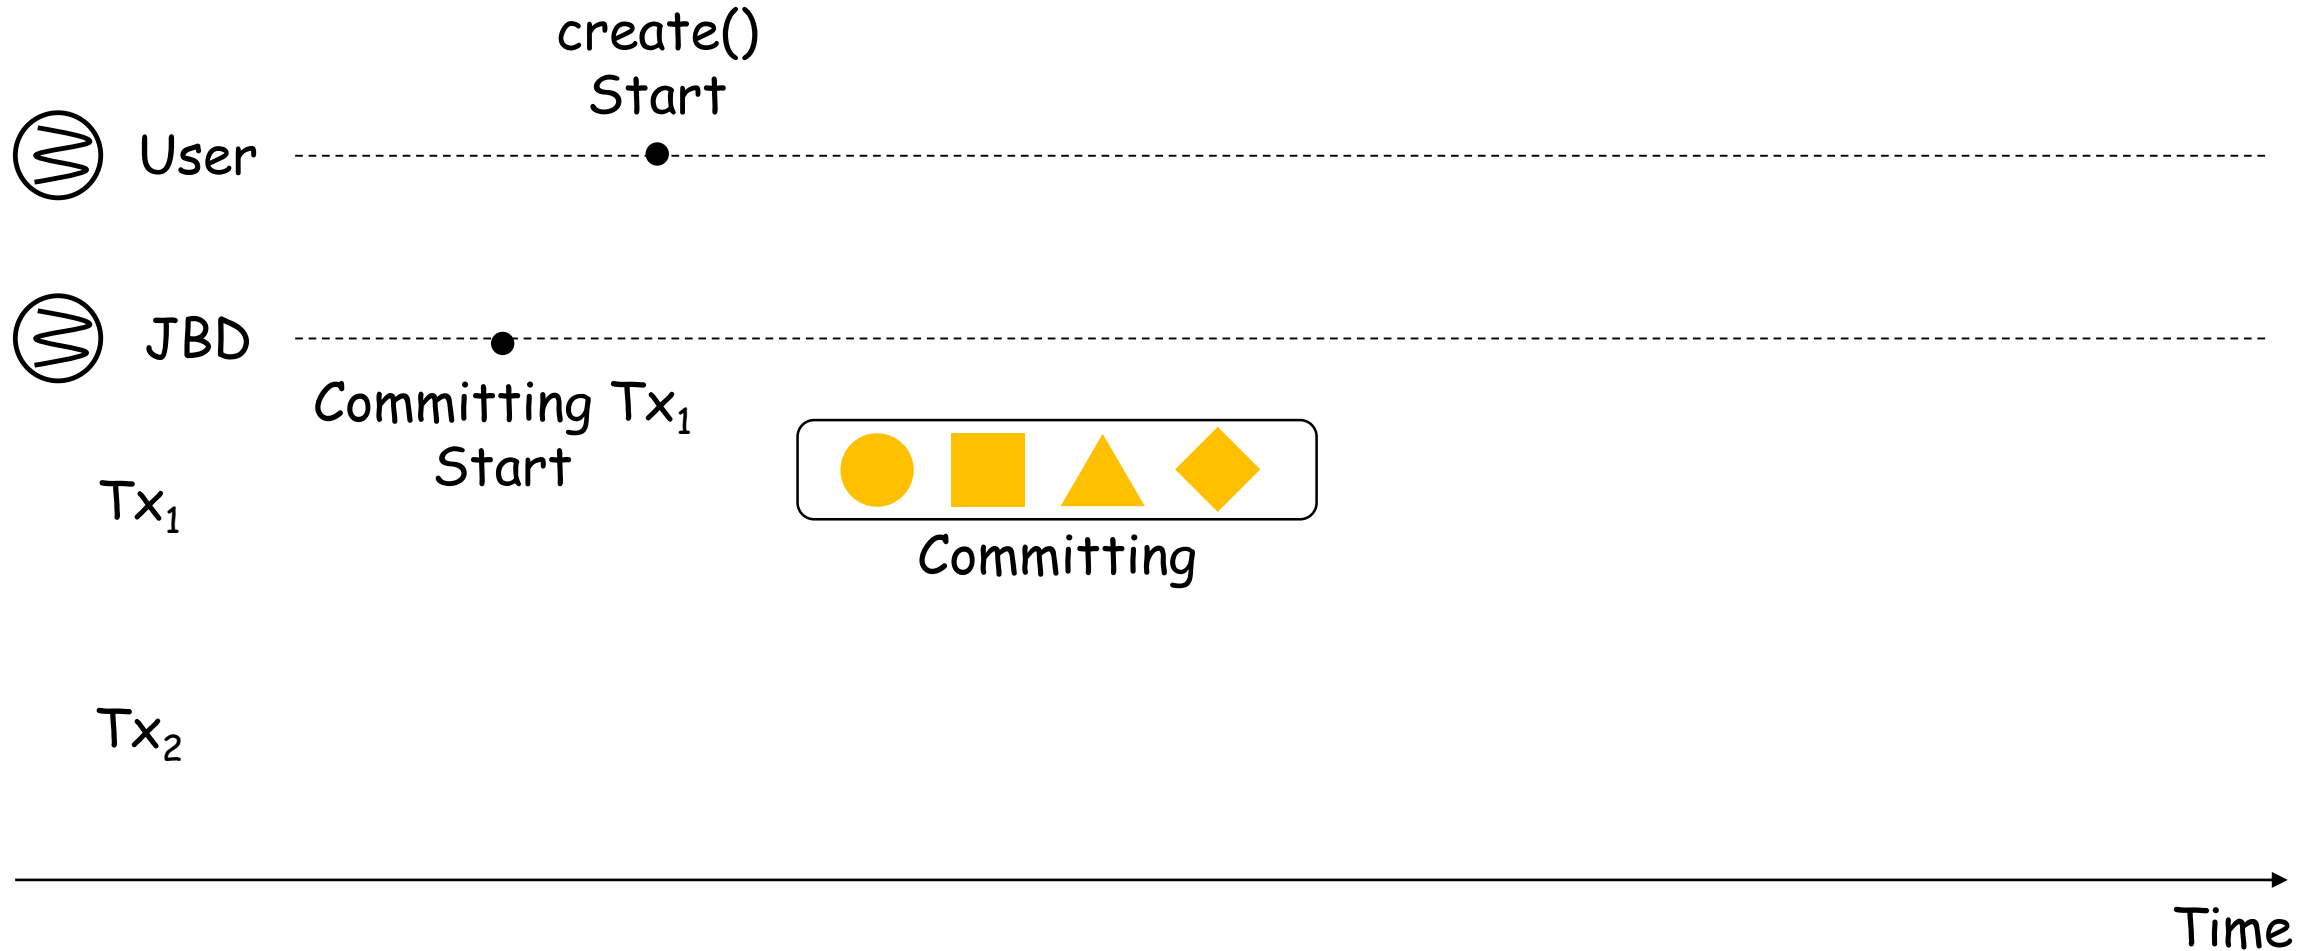 create()
Start
User
JBD
Committing Tx₁
Start
Tx₁
Committing
Tx₂
Time